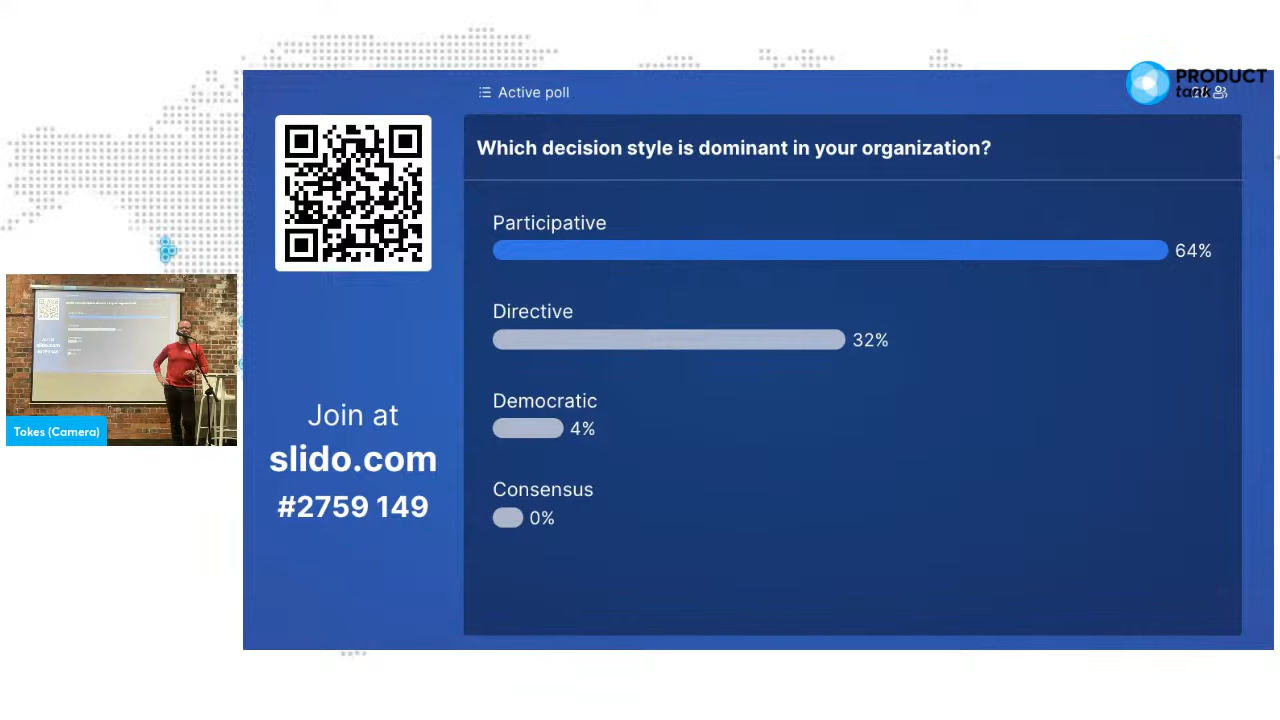 Active poll
PRODUCT
tank
Which decision style is dominant in your organization?
Participative
64%
Directive
32%
Democratic
4%
Consensus
0%
Join at
slido.com
#2759 149
Tokes (Camera)